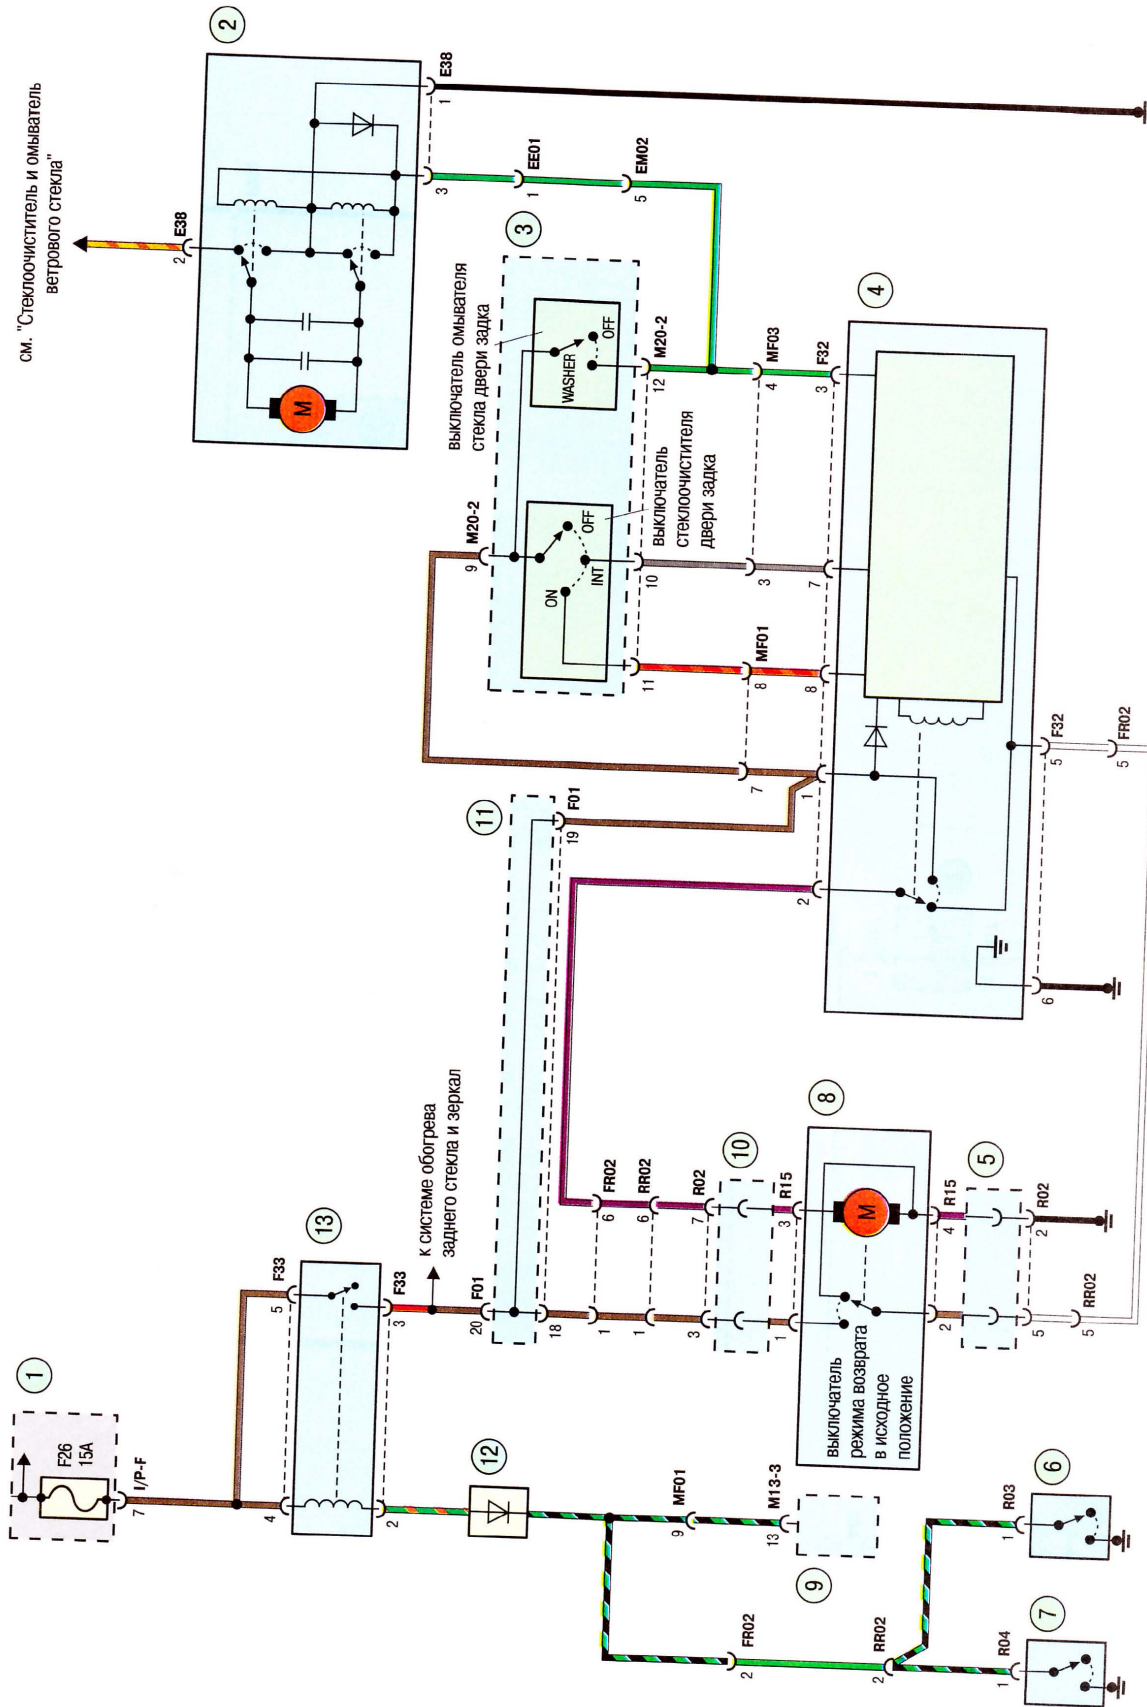 1
F26
15A
I/P-F
7
5
F33
13
4
2
3
F33
к системе обогрева
заднего стекла и зеркал
12
20
F01
11
18
19
F01
MF01
9
M13-3
13
9
FR02
2
RR02
2
R03
1
6
R04
1
7
1
1
3
FR02
6
RR02
6
R02
7
10
1
R15
3
8
M
выключатель
режима возврата
в исходное
положение
2
R15
4
5
R02
2
5
RR02
5
см. "Стеклоочиститель и омыватель
ветрового стекла"
E38
2
2
M
E38
1
3
EE01
1
EM02
5
3
выключатель омывателя
стекла двери задка
WASHER
OFF
M20-2
9
ON
INT
OFF
выключатель
стеклоочистителя
двери задка
M20-2
12
10
11
MF03
4
3
MF01
8
7
F32
3
7
8
1
2
4
6
F32
5
FR02
5